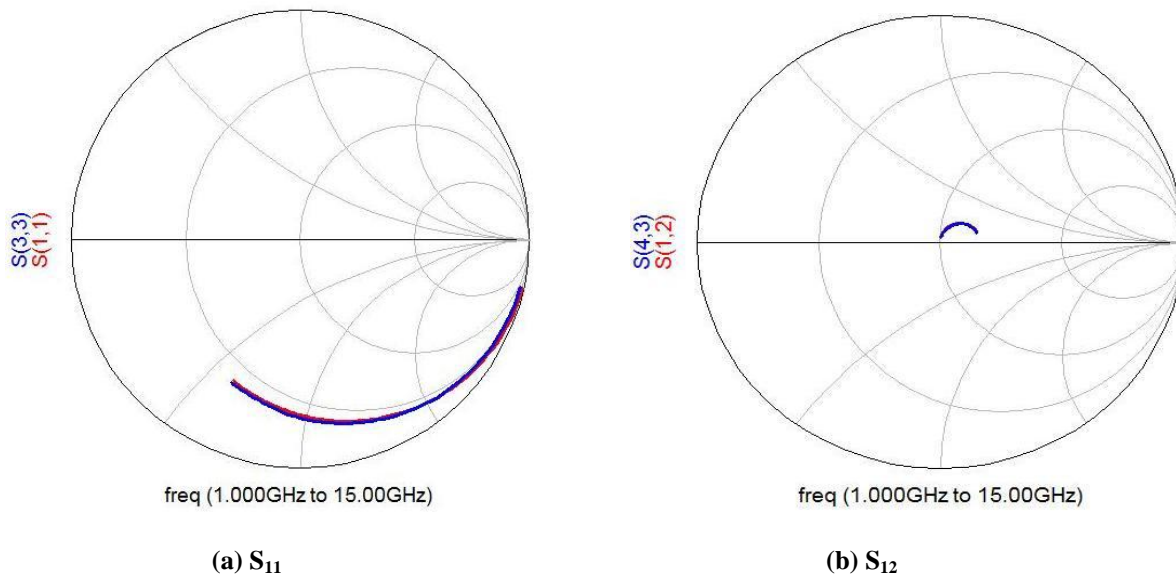 S(3,3)
S(1,1)
freq (1.000GHz to 15.00GHz)
(a) S₁₁
S(4,3)
S(1,2)
freq (1.000GHz to 15.00GHz)
(b) S₁₂